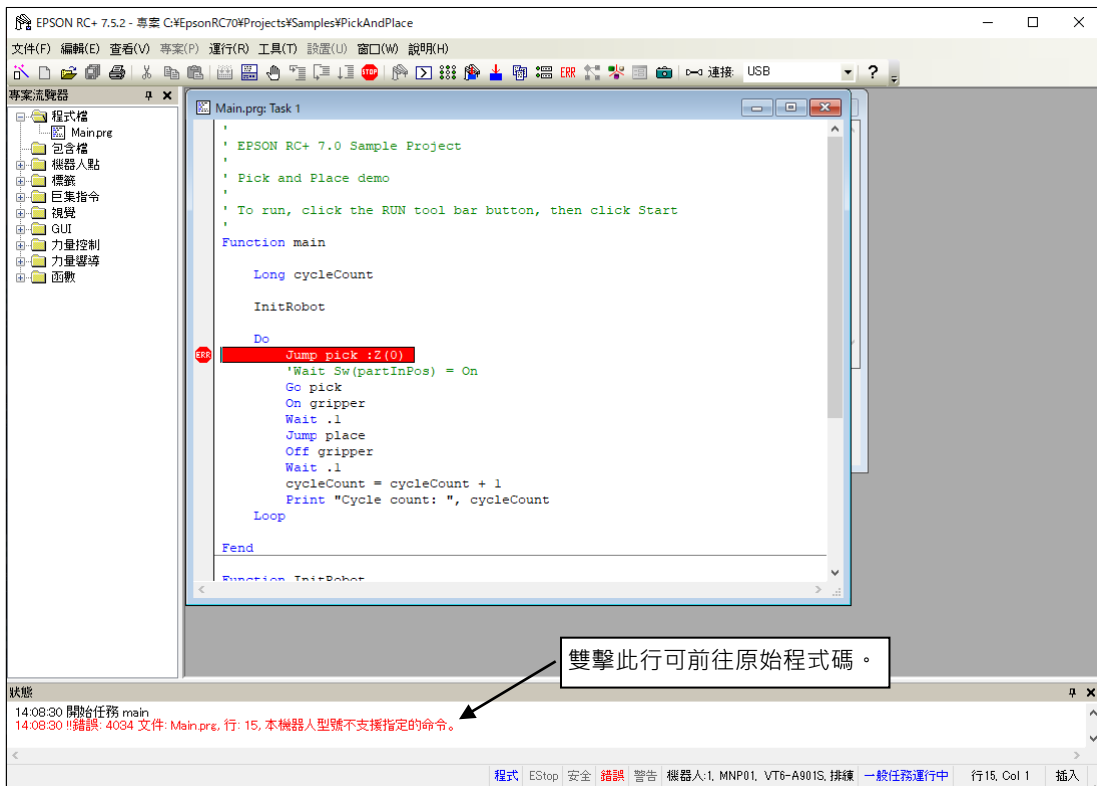 EPSON RC+ 7.5.2 - 專案 C:¥EpsonRC70¥Projects¥Samples¥PickAndPlace
文件(F) 編輯(E) 查看(V) 專案(P) 運行(R) 工具(T) 設置(U) 窗口(W) 說明(H)
STOP ERR 連接: USB ?
專案流覽器
程式檔
Main.prg
包含檔
機器人點
標籤
巨集指令
視覺
GUI
力量控制
力量嚮導
函數
Main.prg: Task 1
'
' EPSON RC+ 7.0 Sample Project
'
' Pick and Place demo
'
' To run, click the RUN tool bar button, then click Start
'
Function main
Long cycleCount
InitRobot
Do
ERR Jump pick :Z(0)
'Wait Sw(partInPos) = On
Go pick
On gripper
Wait .1
Jump place
Off gripper
Wait .1
cycleCount = cycleCount + 1
Print "Cycle count: ", cycleCount
Loop
Fend
Function InitRobot
雙擊此行可前往原始程式碼。
狀態
14:08:30 開始任務 main
14:08:30 !!錯誤: 4034 文件: Main.prg, 行: 15, 本機器人型號不支援指定的命令。
程式 EStop 安全 錯誤 警告 機器人:1, MNP01, VT6-A901S, 排練 一般任務運行中 行15, Col 1 插入